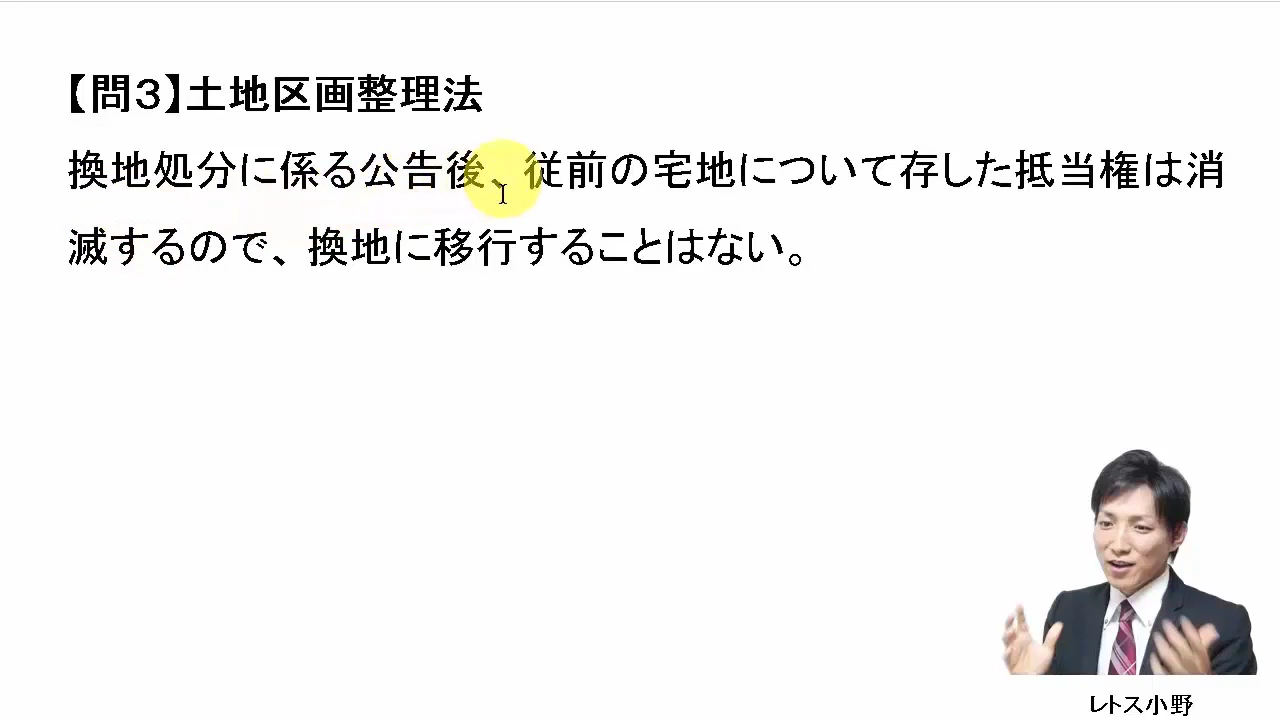 【問３】土地区画整理法
換地処分に係る公告後、従前の宅地について存した抵当権は消
滅するので、換地に移行することはない。
レトス小野